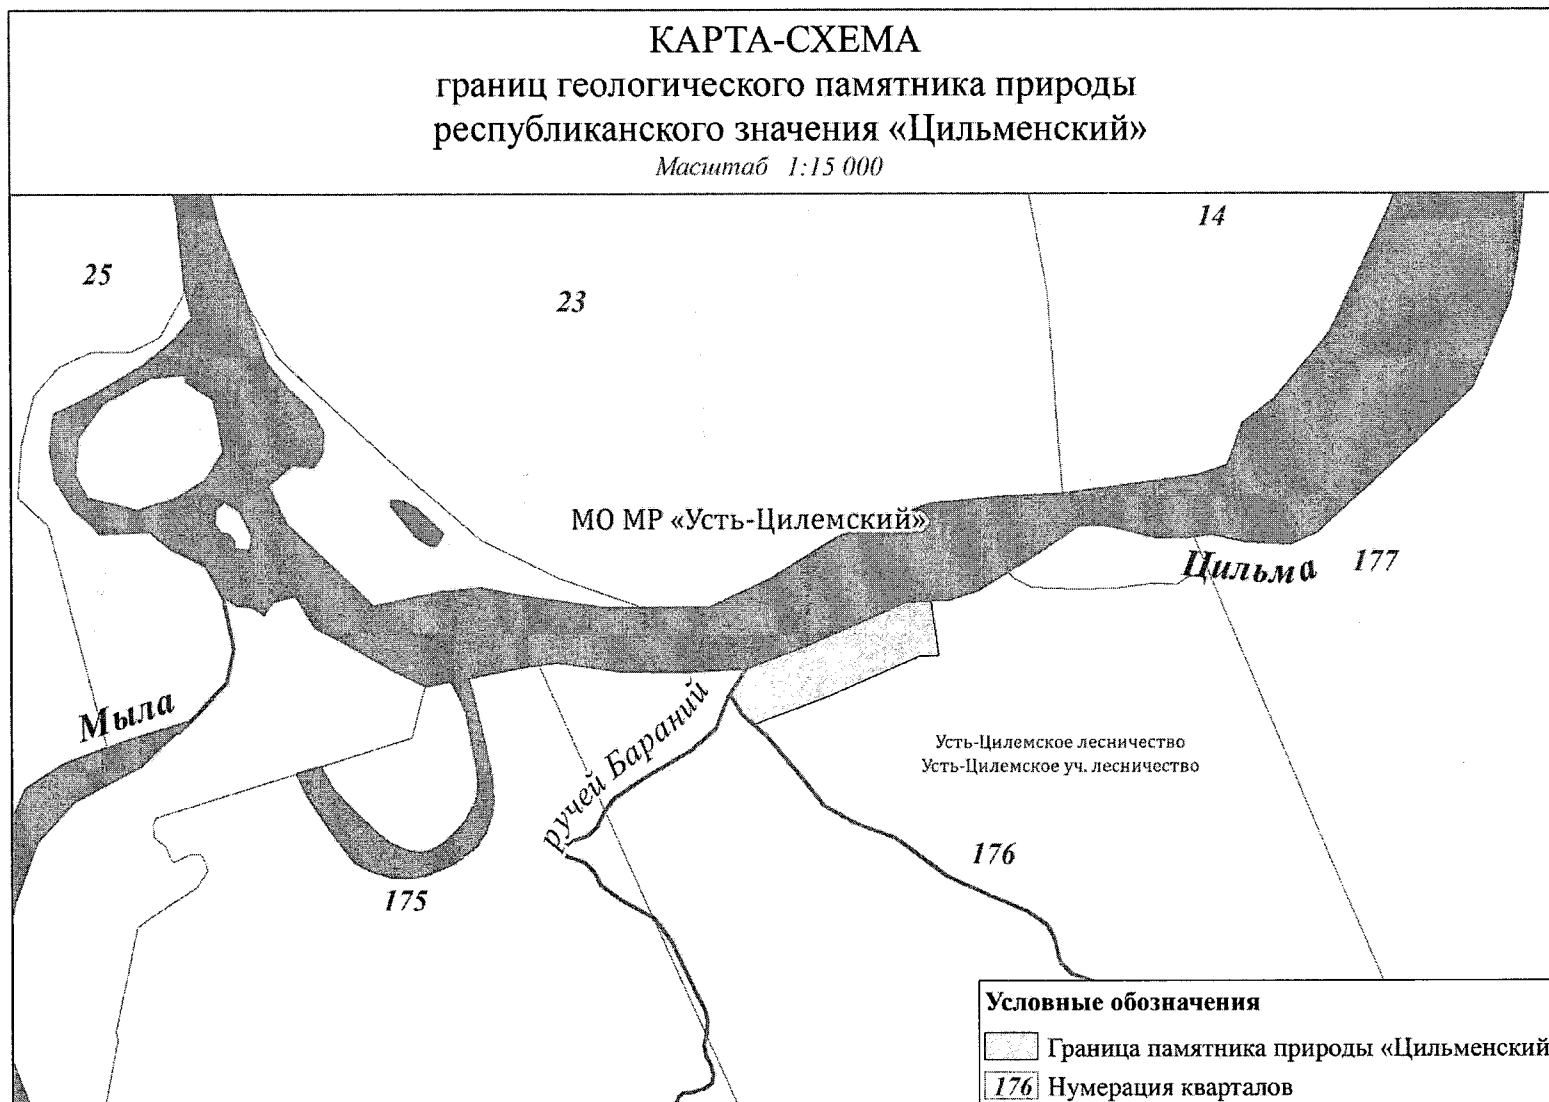 КАРТА-СХЕМА
границ геологического памятника природы
республиканского значения «Цильменский»
Масштаб 1:15 000
14
25
23
МО МР «Усть-Цилемский»
Цильма
177
Мыла
ручей Бараний
Усть-Цилемское лесничество
Усть-Цилемское уч. лесничество
176
175
Условные обозначения
Граница памятника природы «Цильменский
176 Нумерация кварталов